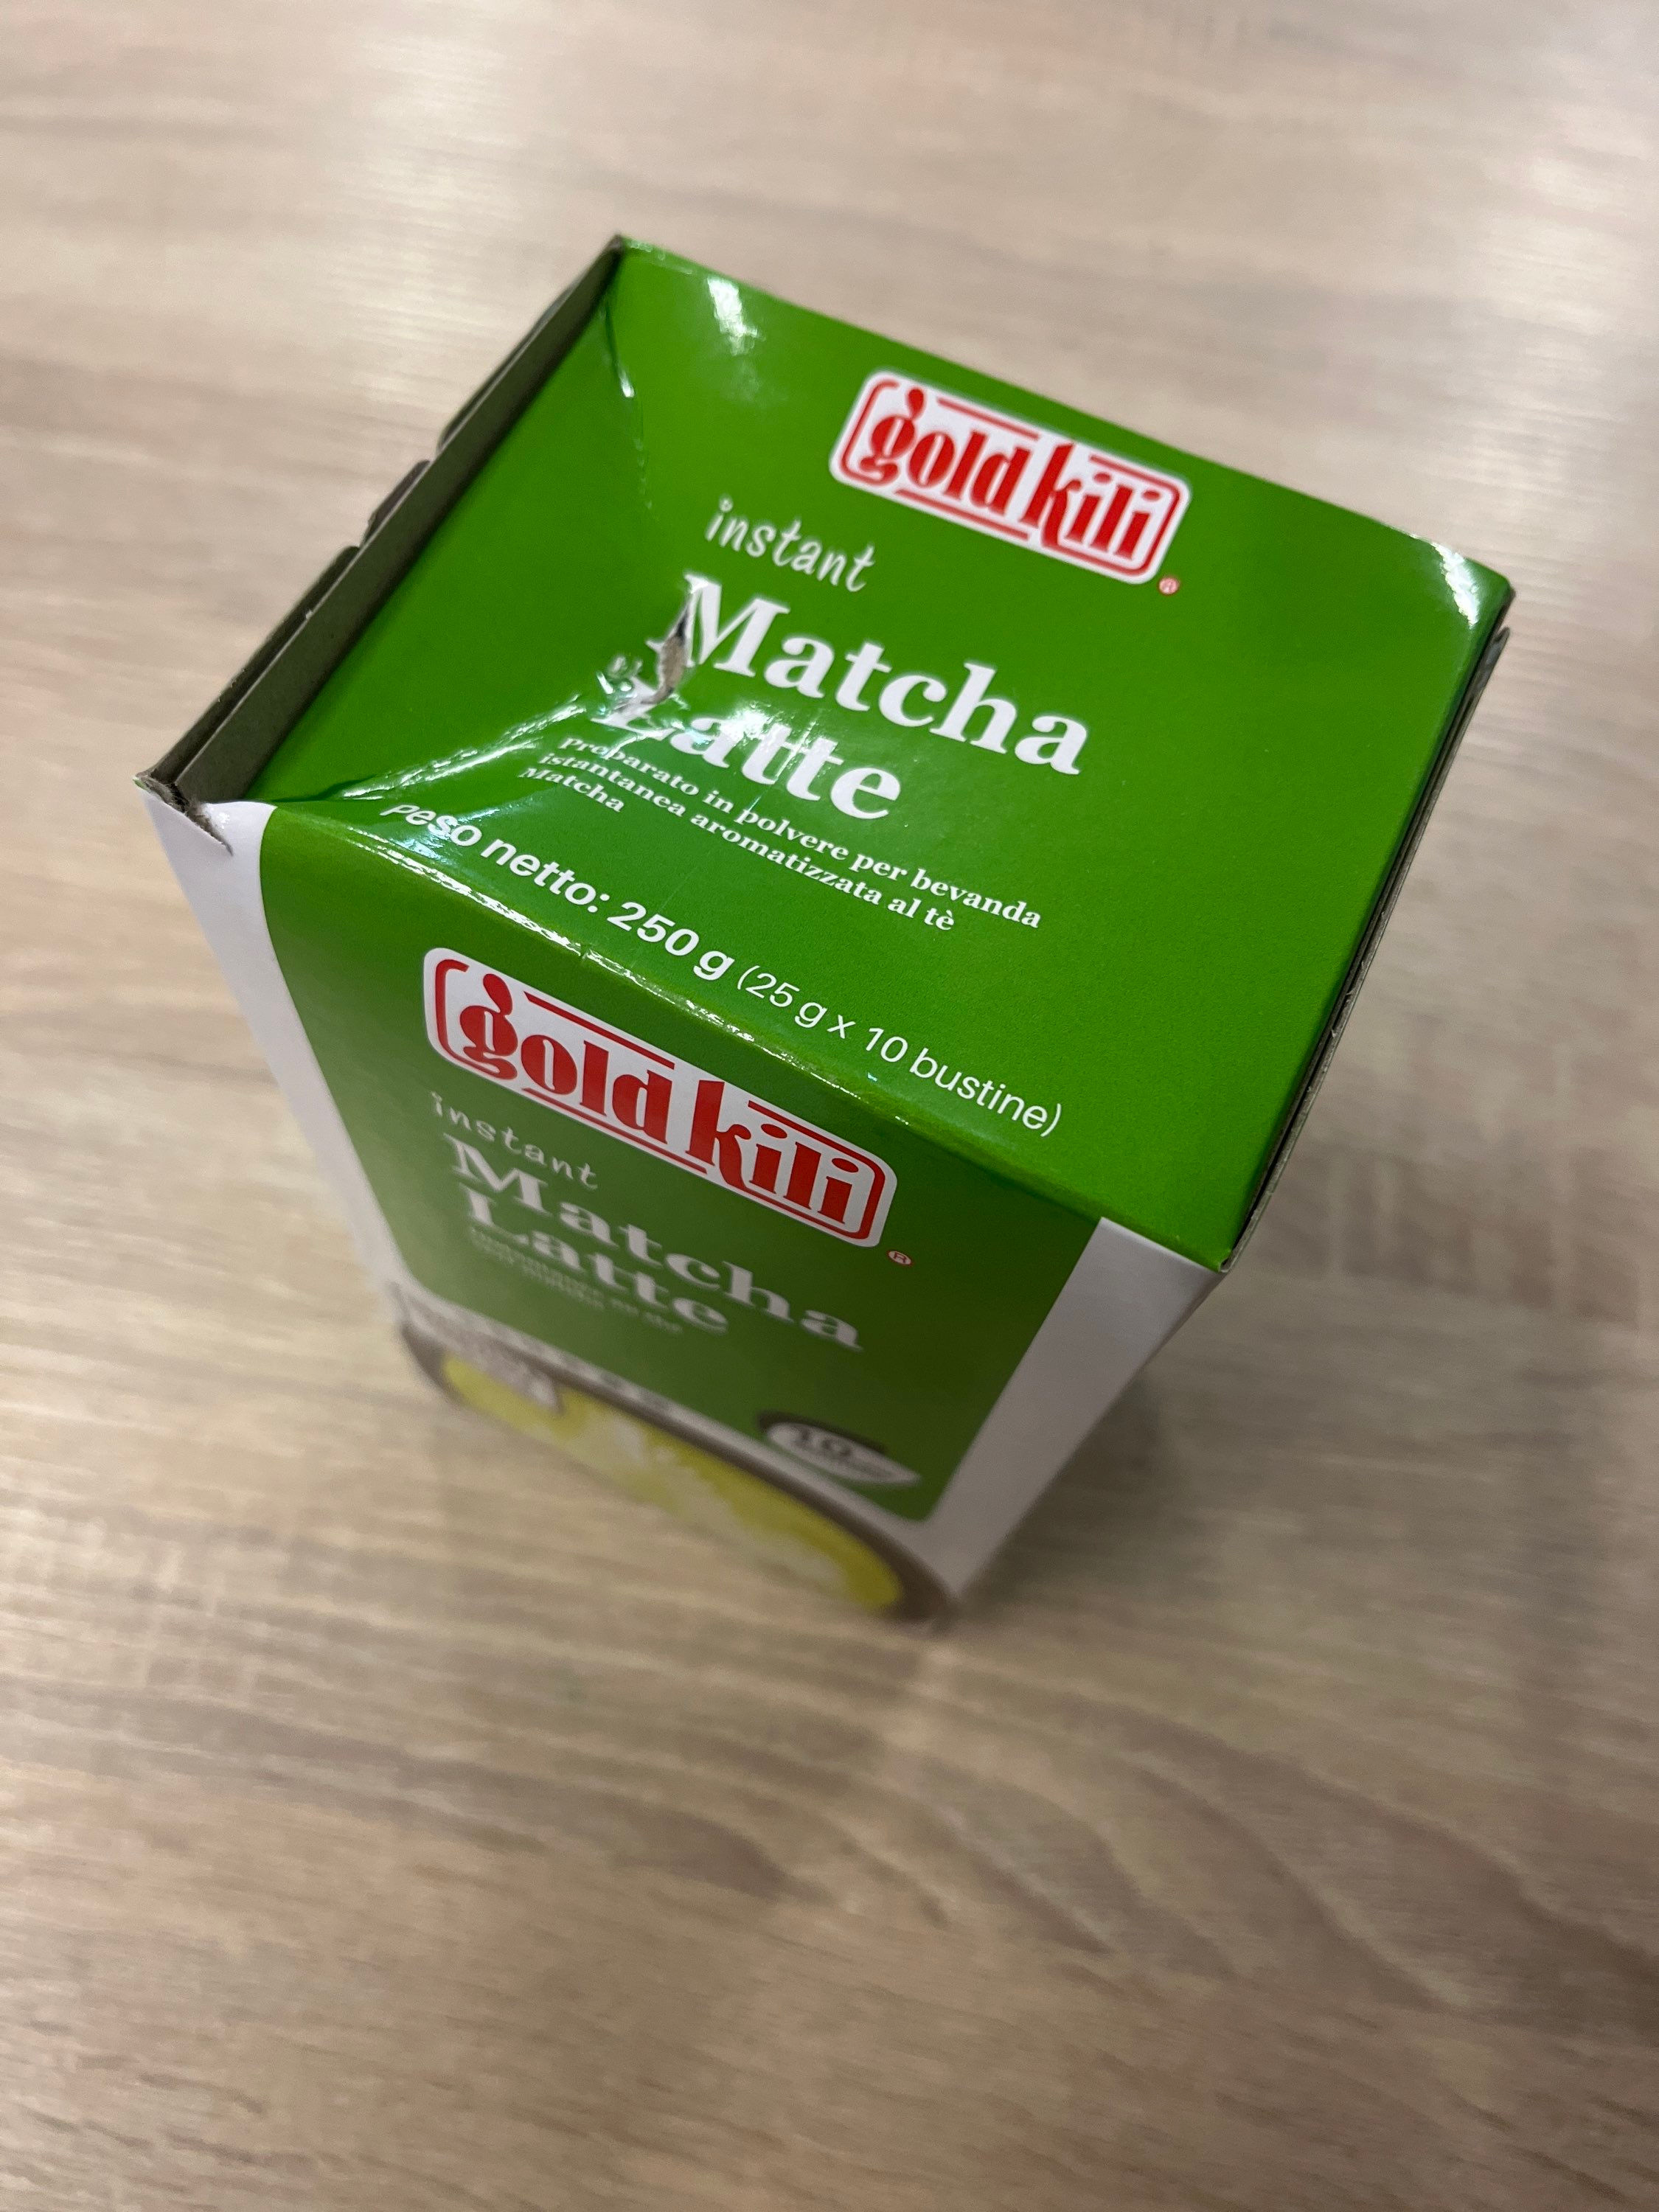 gold kili
®
instant
Matcha
Latte
Preparato in polvere per bevanda
istantanea aromatizzata al tè
Matcha
Peso netto: 250 g (25 g x 10 bustine)
gold kili
®
instant
Matcha
Latte
10